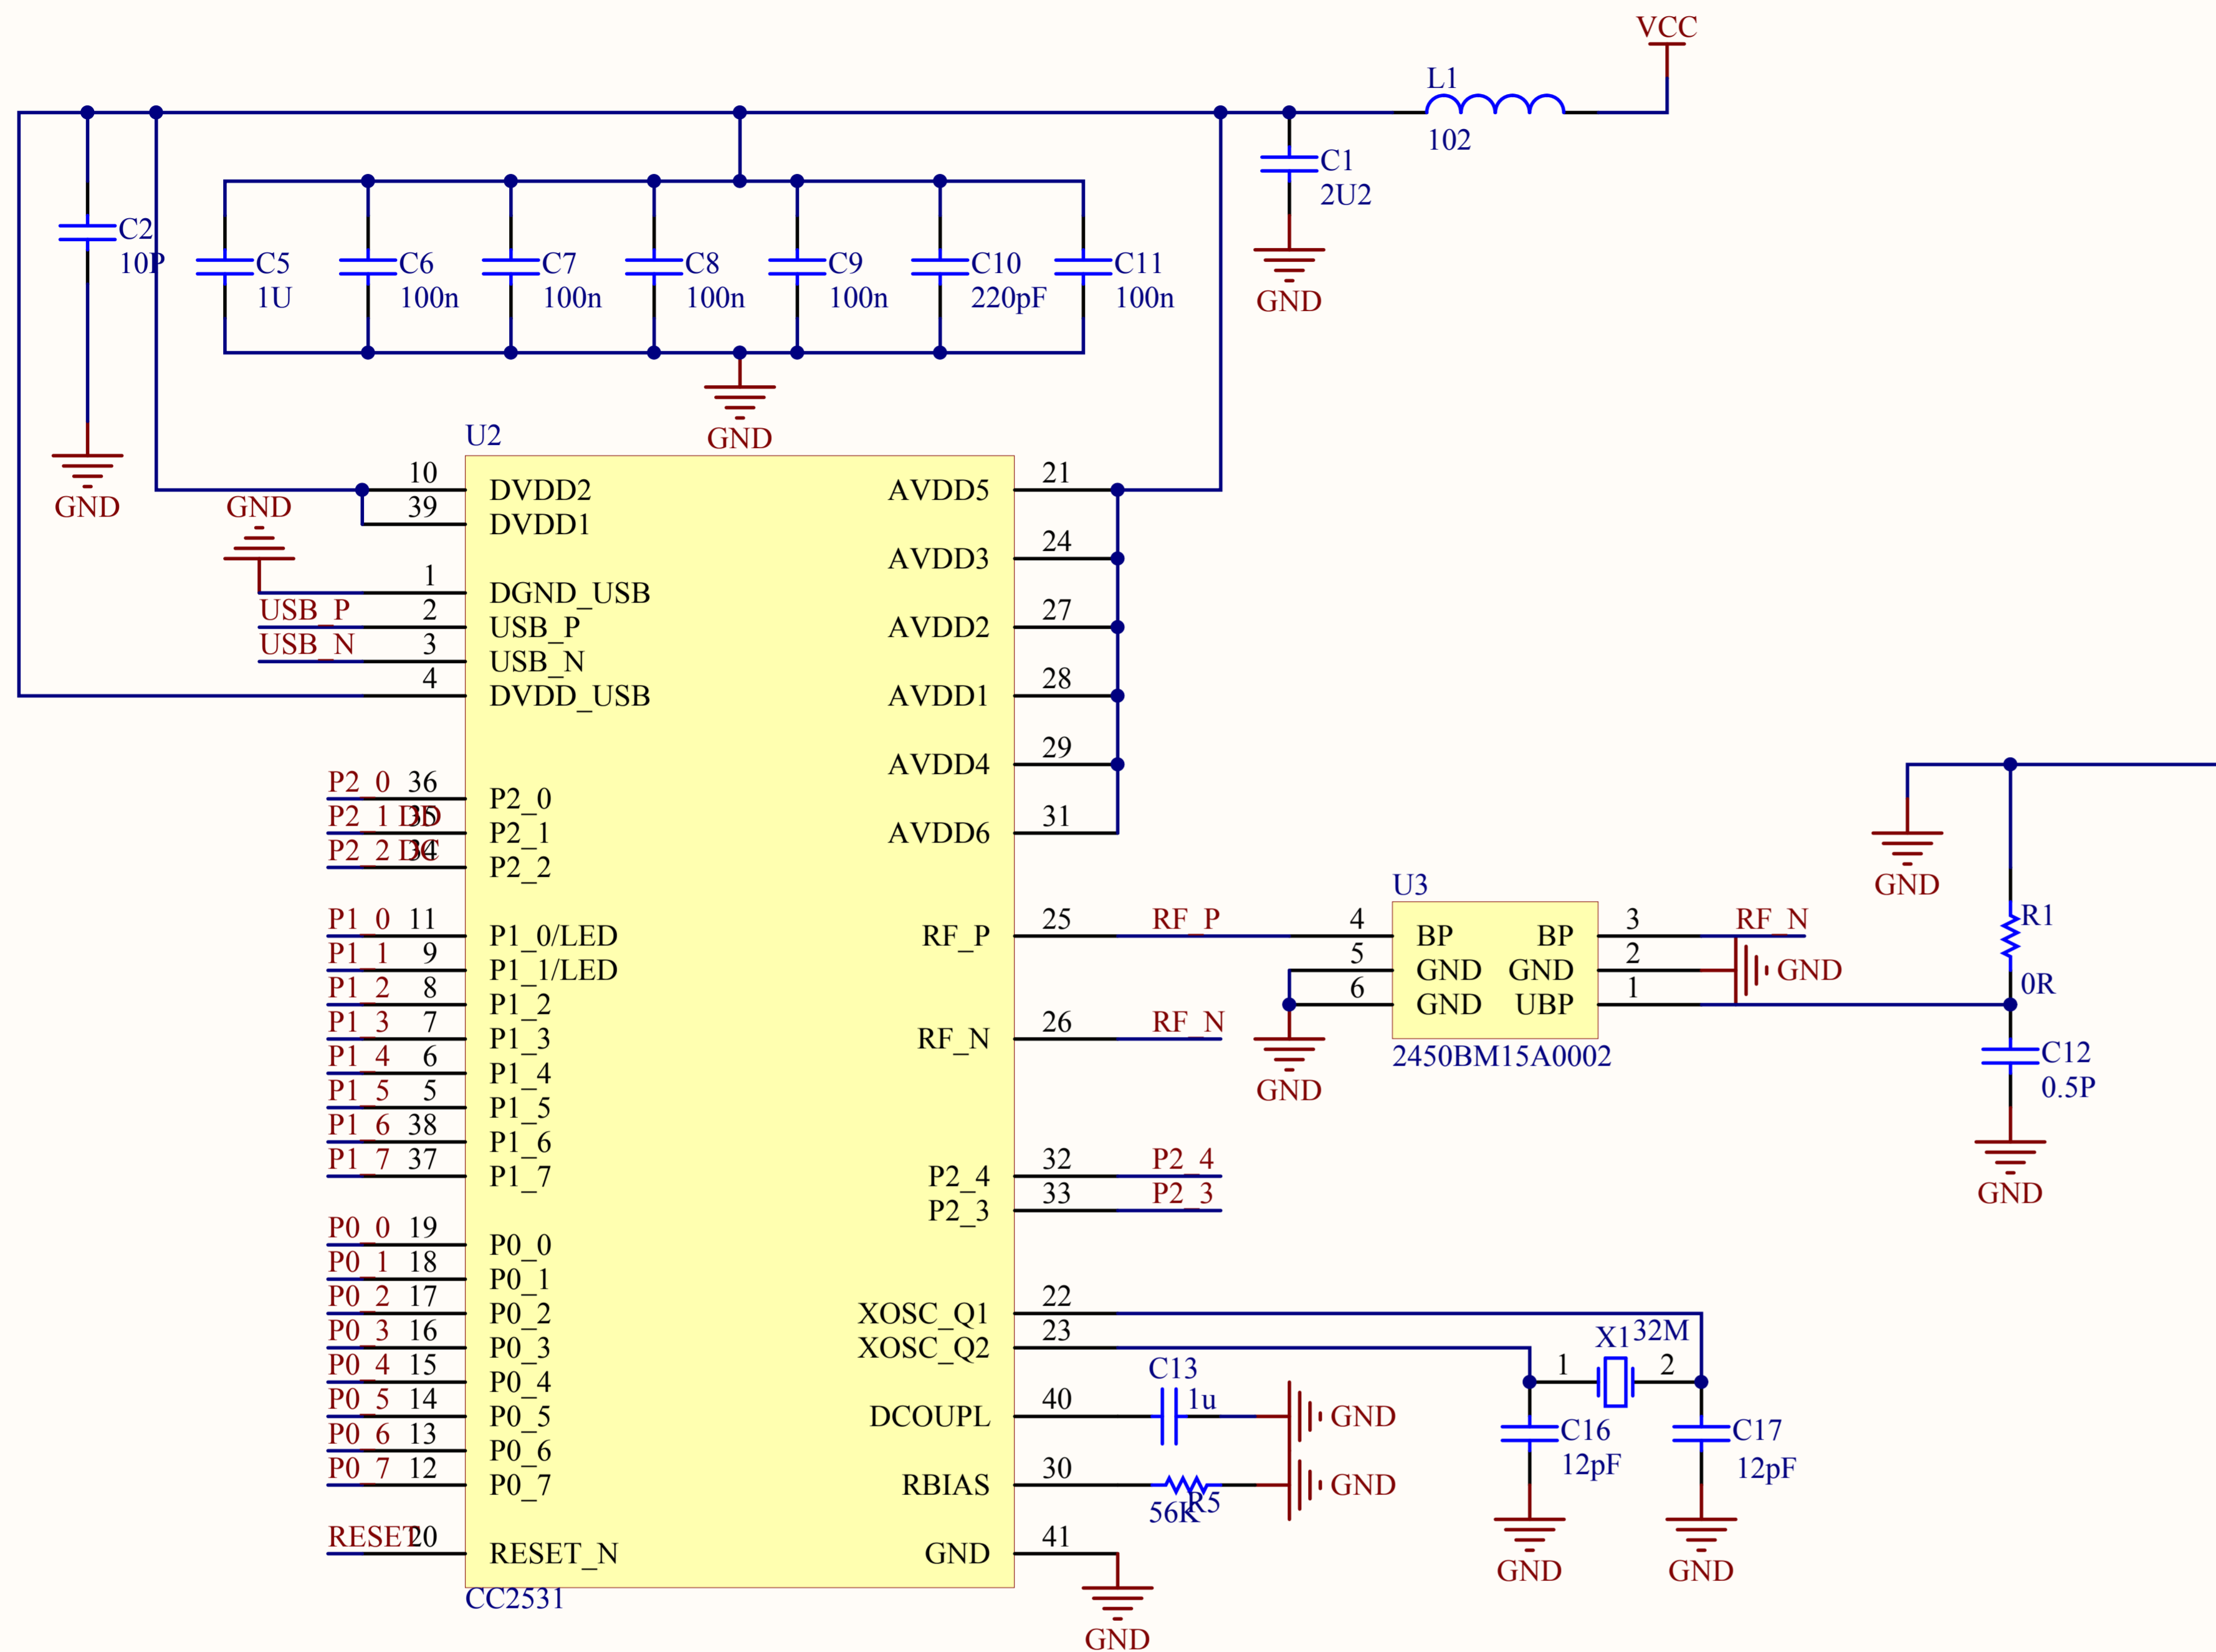 VCC
L1
102
C1
2U2
GND
C2
10P
GND
C5
1U
C6
100n
C7
100n
C8
100n
C9
100n
C10
220pF
C11
100n
GND
U2
10 DVDD2
39 DVDD1
GND
1 DGND_USB
USB_P 2 USB_P
USB_N 3 USB_N
4 DVDD_USB
P2_0 36 P2_0
P2_1 DD 35 P2_1
P2_2 DC 34 P2_2
P1_0 11 P1_0/LED
P1_1 9 P1_1/LED
P1_2 8 P1_2
P1_3 7 P1_3
P1_4 6 P1_4
P1_5 5 P1_5
P1_6 38 P1_6
P1_7 37 P1_7
P0_0 19 P0_0
P0_1 18 P0_1
P0_2 17 P0_2
P0_3 16 P0_3
P0_4 15 P0_4
P0_5 14 P0_5
P0_6 13 P0_6
P0_7 12 P0_7
RESET 20 RESET_N
CC2531
AVDD5 21
AVDD3 24
AVDD2 27
AVDD1 28
AVDD4 29
AVDD6 31
RF_P 25 RF_P
RF_N 26 RF_N
P2_4 32 P2_4
P2_3 33 P2_3
XOSC_Q1 22
XOSC_Q2 23
DCOUPL 40
C13
1u
GND
RBIAS 30
56K R5
GND
GND 41
GND
U3
4 BP BP 3 RF_N
5 GND GND 2 GND
6 GND UBP 1
2450BM15A0002
GND
GND
R1
0R
C12
0.5P
GND
X1 32M
1 2
C16
12pF
GND
C17
12pF
GND